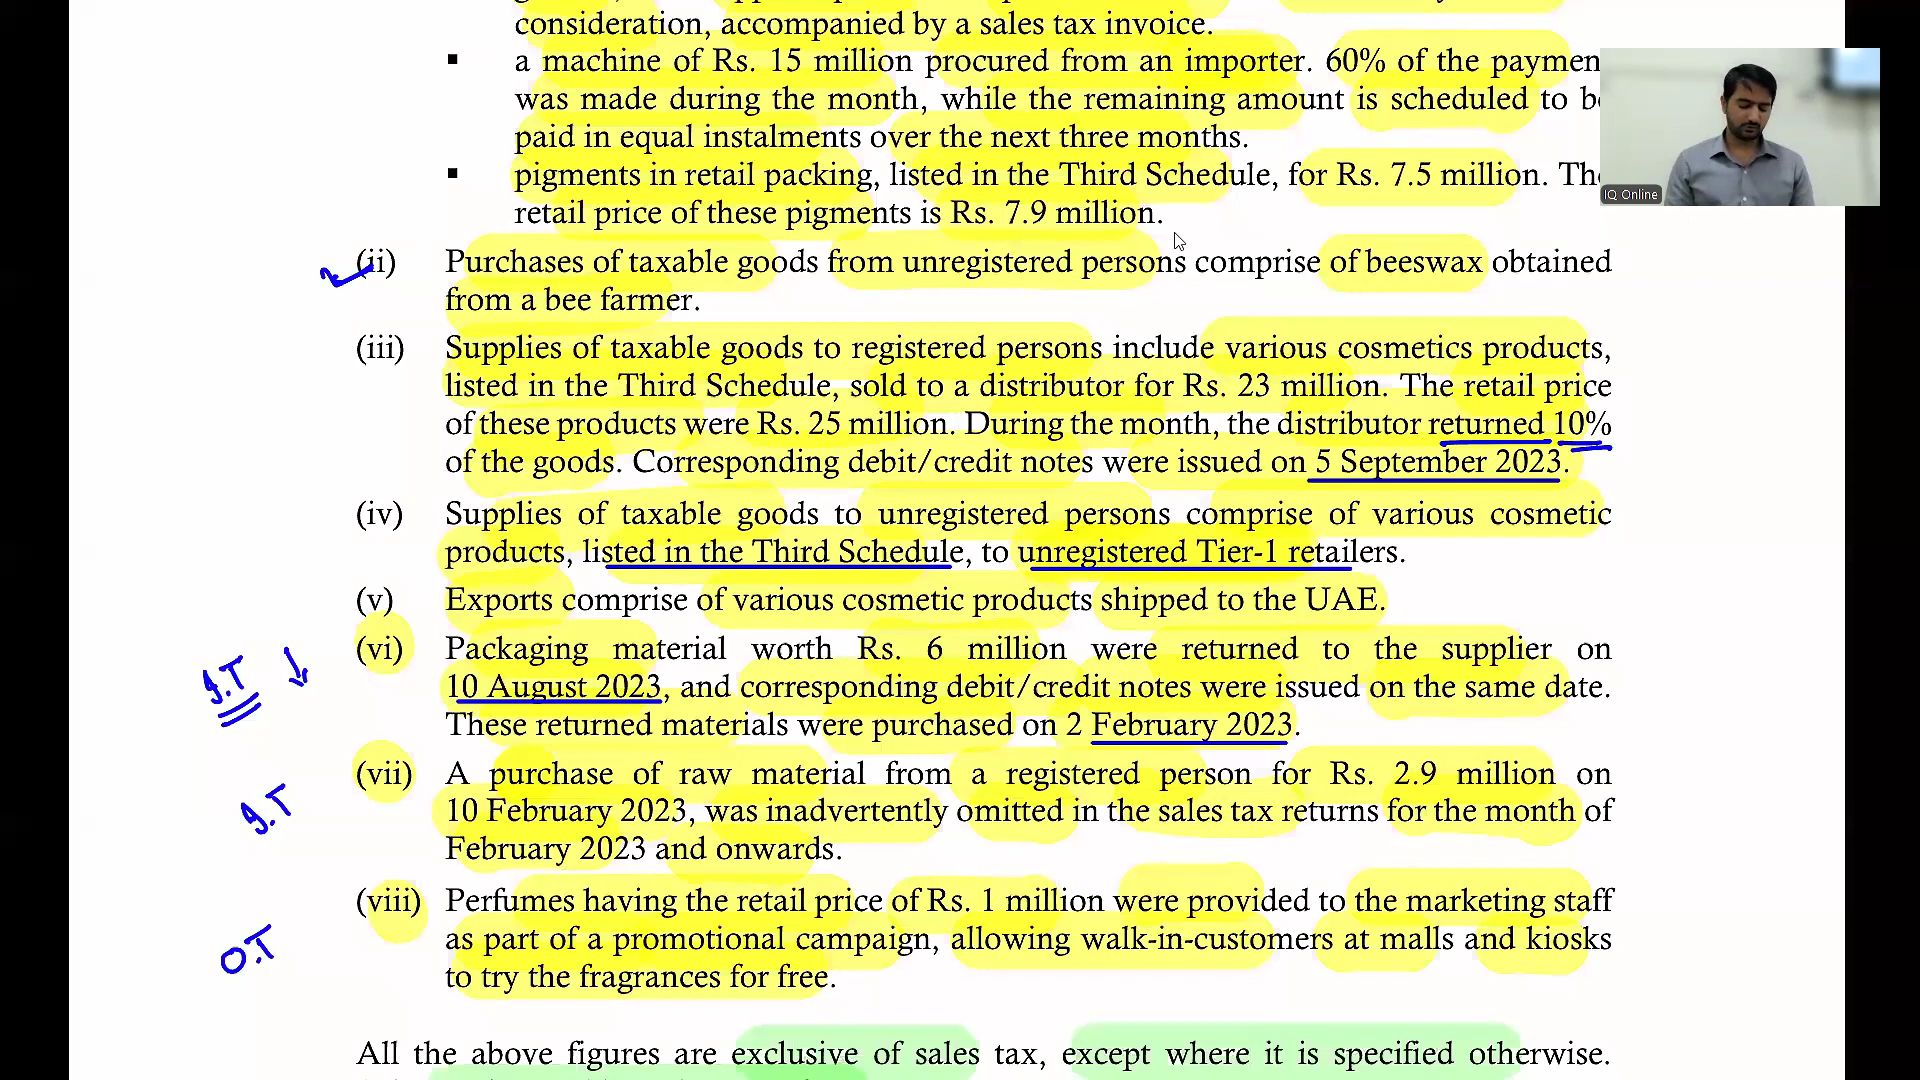 consideration, accompanied by a sales tax invoice.
▪ a machine of Rs. 15 million procured from an importer. 60% of the paymen
was made during the month, while the remaining amount is scheduled to b
paid in equal instalments over the next three months.
▪ pigments in retail packing, listed in the Third Schedule, for Rs. 7.5 million. Th
retail price of these pigments is Rs. 7.9 million.
IQ Online
(ii) Purchases of taxable goods from unregistered persons comprise of beeswax obtained
from a bee farmer.
(iii) Supplies of taxable goods to registered persons include various cosmetics products,
listed in the Third Schedule, sold to a distributor for Rs. 23 million. The retail price
of these products were Rs. 25 million. During the month, the distributor returned 10%
of the goods. Corresponding debit/credit notes were issued on 5 September 2023.
(iv) Supplies of taxable goods to unregistered persons comprise of various cosmetic
products, listed in the Third Schedule, to unregistered Tier-1 retailers.
(v) Exports comprise of various cosmetic products shipped to the UAE.
I.T ↓ (vi) Packaging material worth Rs. 6 million were returned to the supplier on
10 August 2023, and corresponding debit/credit notes were issued on the same date.
These returned materials were purchased on 2 February 2023.
I.T (vii) A purchase of raw material from a registered person for Rs. 2.9 million on
10 February 2023, was inadvertently omitted in the sales tax returns for the month of
February 2023 and onwards.
O.T (viii) Perfumes having the retail price of Rs. 1 million were provided to the marketing staff
as part of a promotional campaign, allowing walk-in-customers at malls and kiosks
to try the fragrances for free.
All the above figures are exclusive of sales tax, except where it is specified otherwise.